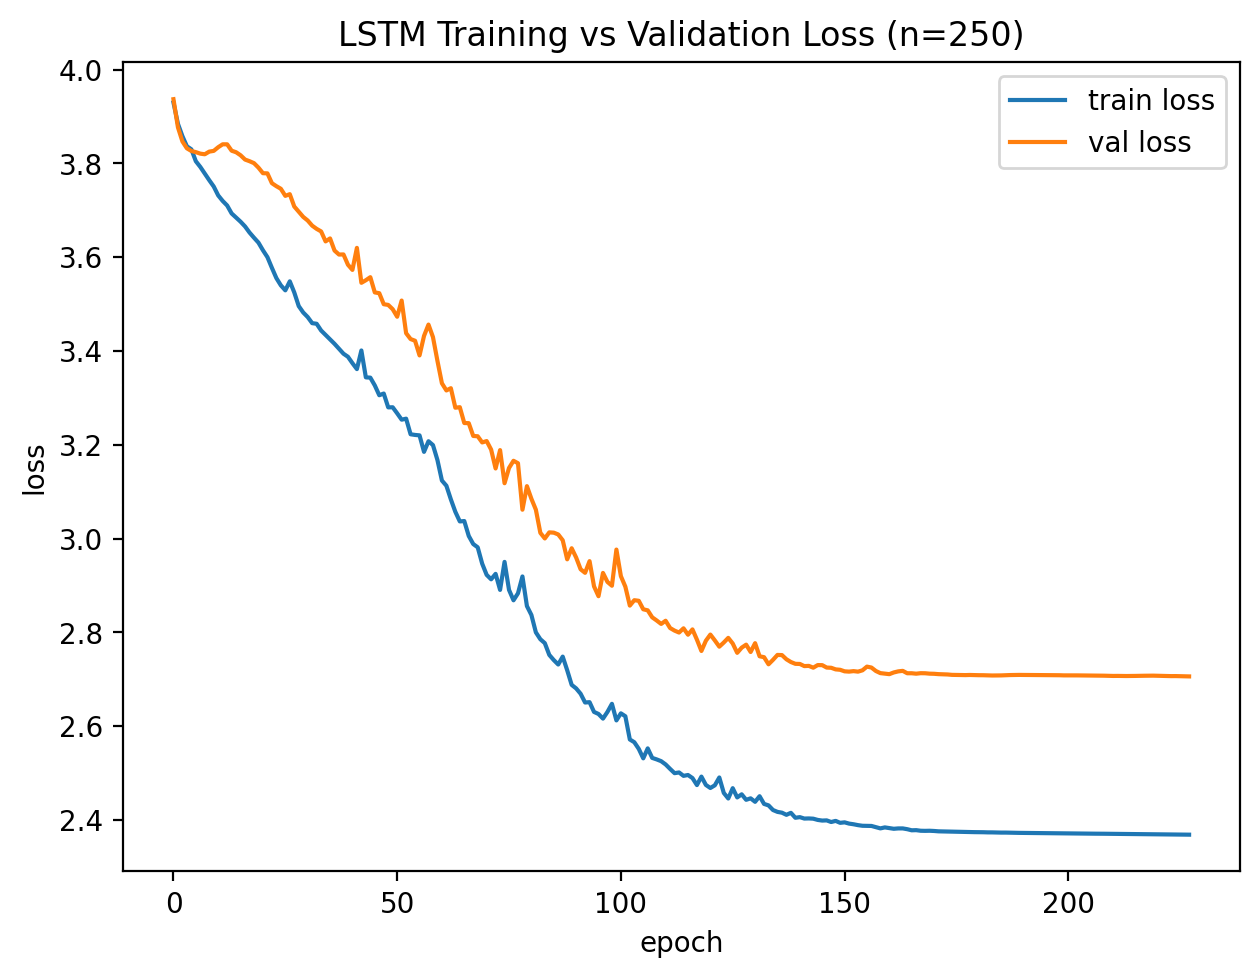 LSTM Training vs Validation Loss (n=250)
train loss
val loss
4.0
3.8
3.6
3.4
3.2
3.0
2.8
2.6
2.4
loss
0
50
100
150
200
epoch